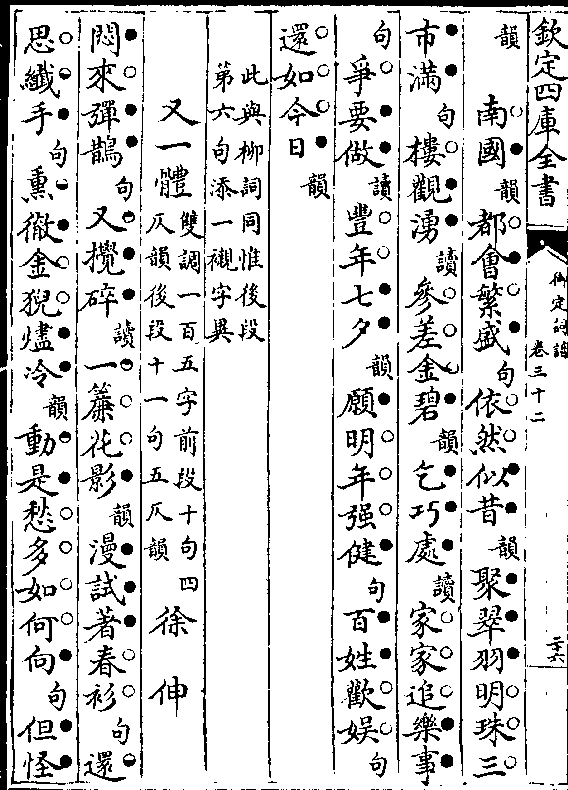 欽定四庫全書
御定詞譜 卷三十二
二十六
韻 南國韻都會繁盛句依然似昔韻聚翠羽明珠三
市滿句樓觀湧讀參差金碧韻乞巧處讀家家追樂事
句爭要做讀豐年七夕韻願明年强健句百姓歡娱句
還如今日韻
此與柳詞同惟後段
第六句添一襯字異
又一體 雙調一百五字前段十句四
仄韻後段十一句五仄韻 徐伸
悶來彈鵲句又攪碎讀一簾花影韻漫試著春衫句還
思纖手句熏徹金猊燼冷韻動是愁多如何向句但怪